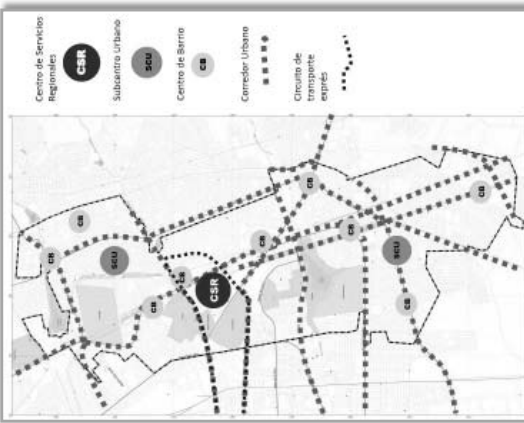 Centro de Servicios
Regionales
CSR
Subcentro Urbano
SCU
Centro de Barrio
CB
Corredor Urbano
Circuito de
transporte
exprés
CB
CB
SCU
CB
CB
CSR
CB
CB
CB
SCU
CB
CB